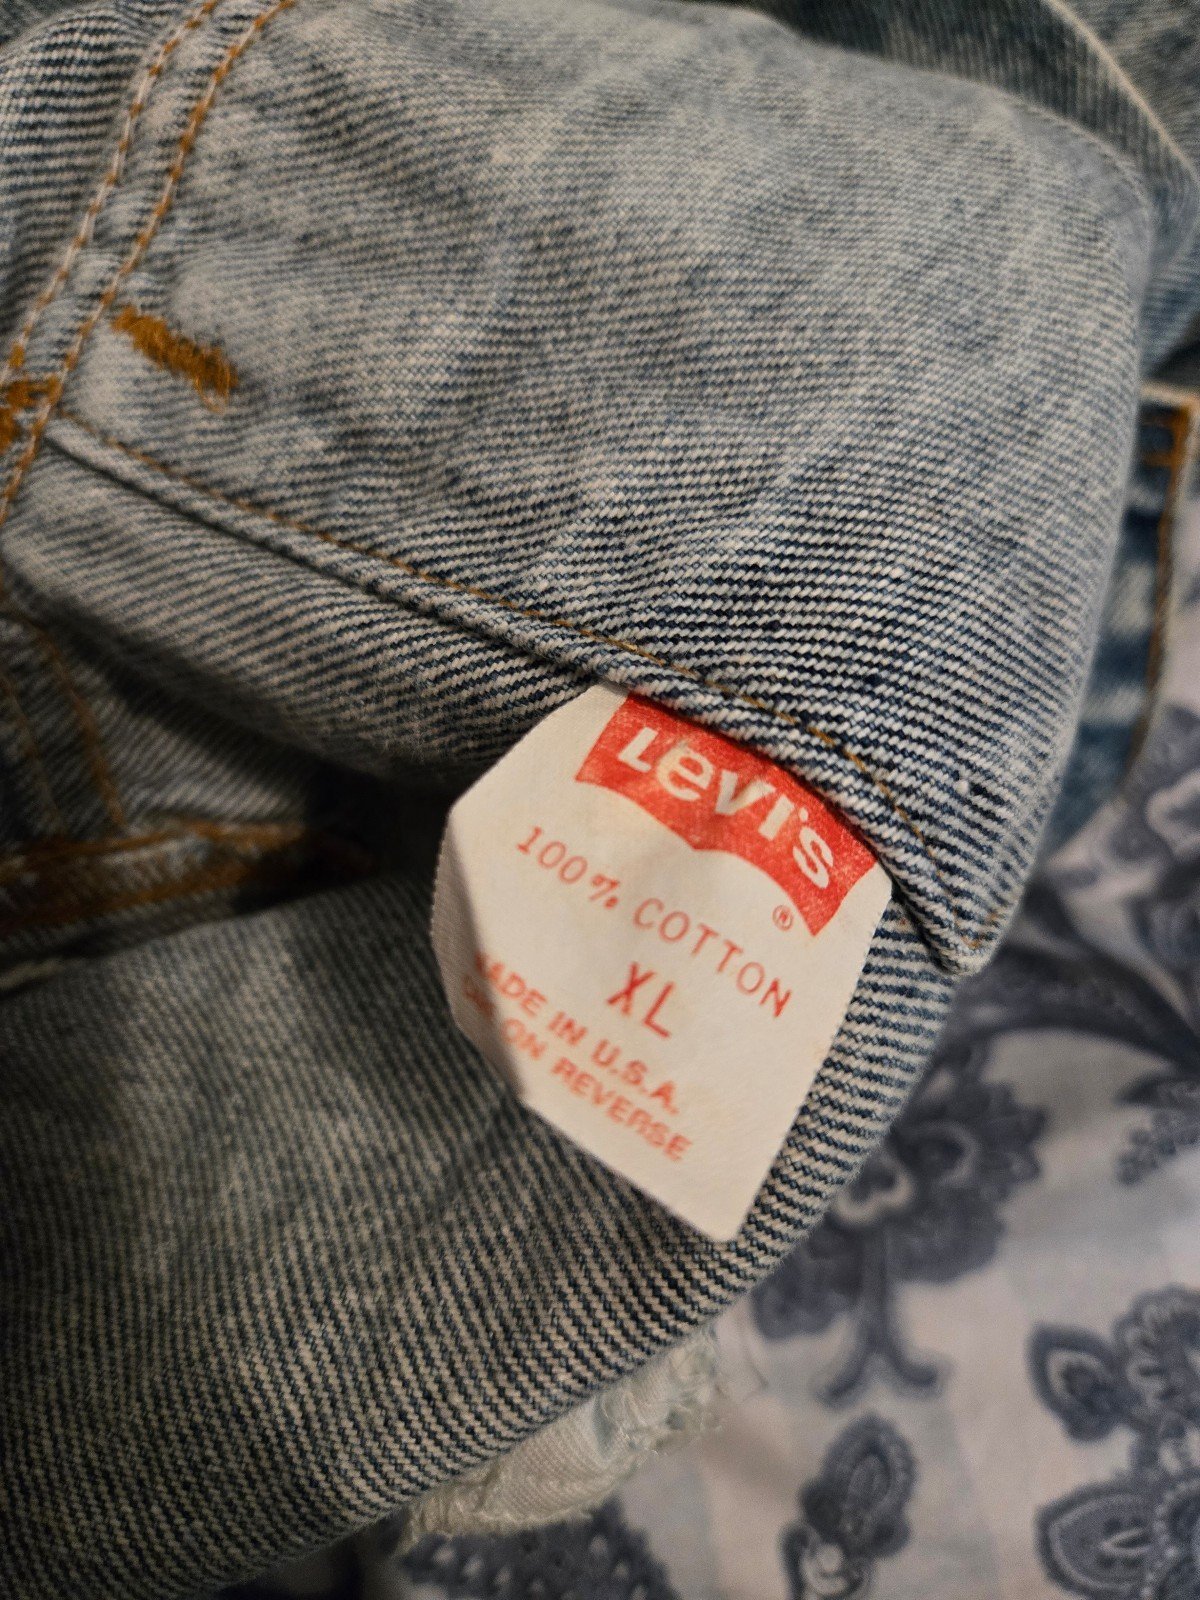 Levi's ®
100% COTTON
XL
MADE IN U.S.A.
ON REVERSE